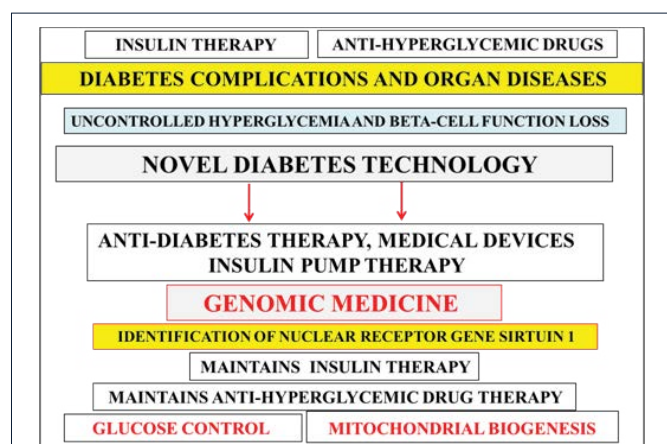 INSULIN THERAPY
ANTI-HYPERGLYCEMIC DRUGS
DIABETES COMPLICATIONS AND ORGAN DISEASES
UNCONTROLLED HYPERGLYCEMIA AND BETA-CELL FUNCTION LOSS
NOVEL DIABETES TECHNOLOGY
ANTI-DIABETES THERAPY, MEDICAL DEVICES
INSULIN PUMP THERAPY
GENOMIC MEDICINE
IDENTIFICATION OF NUCLEAR RECEPTOR GENE SIRTUIN 1
MAINTAINS INSULIN THERAPY
MAINTAINS ANTI-HYPERGLYCEMIC DRUG THERAPY
GLUCOSE CONTROL
MITOCHONDRIAL BIOGENESIS